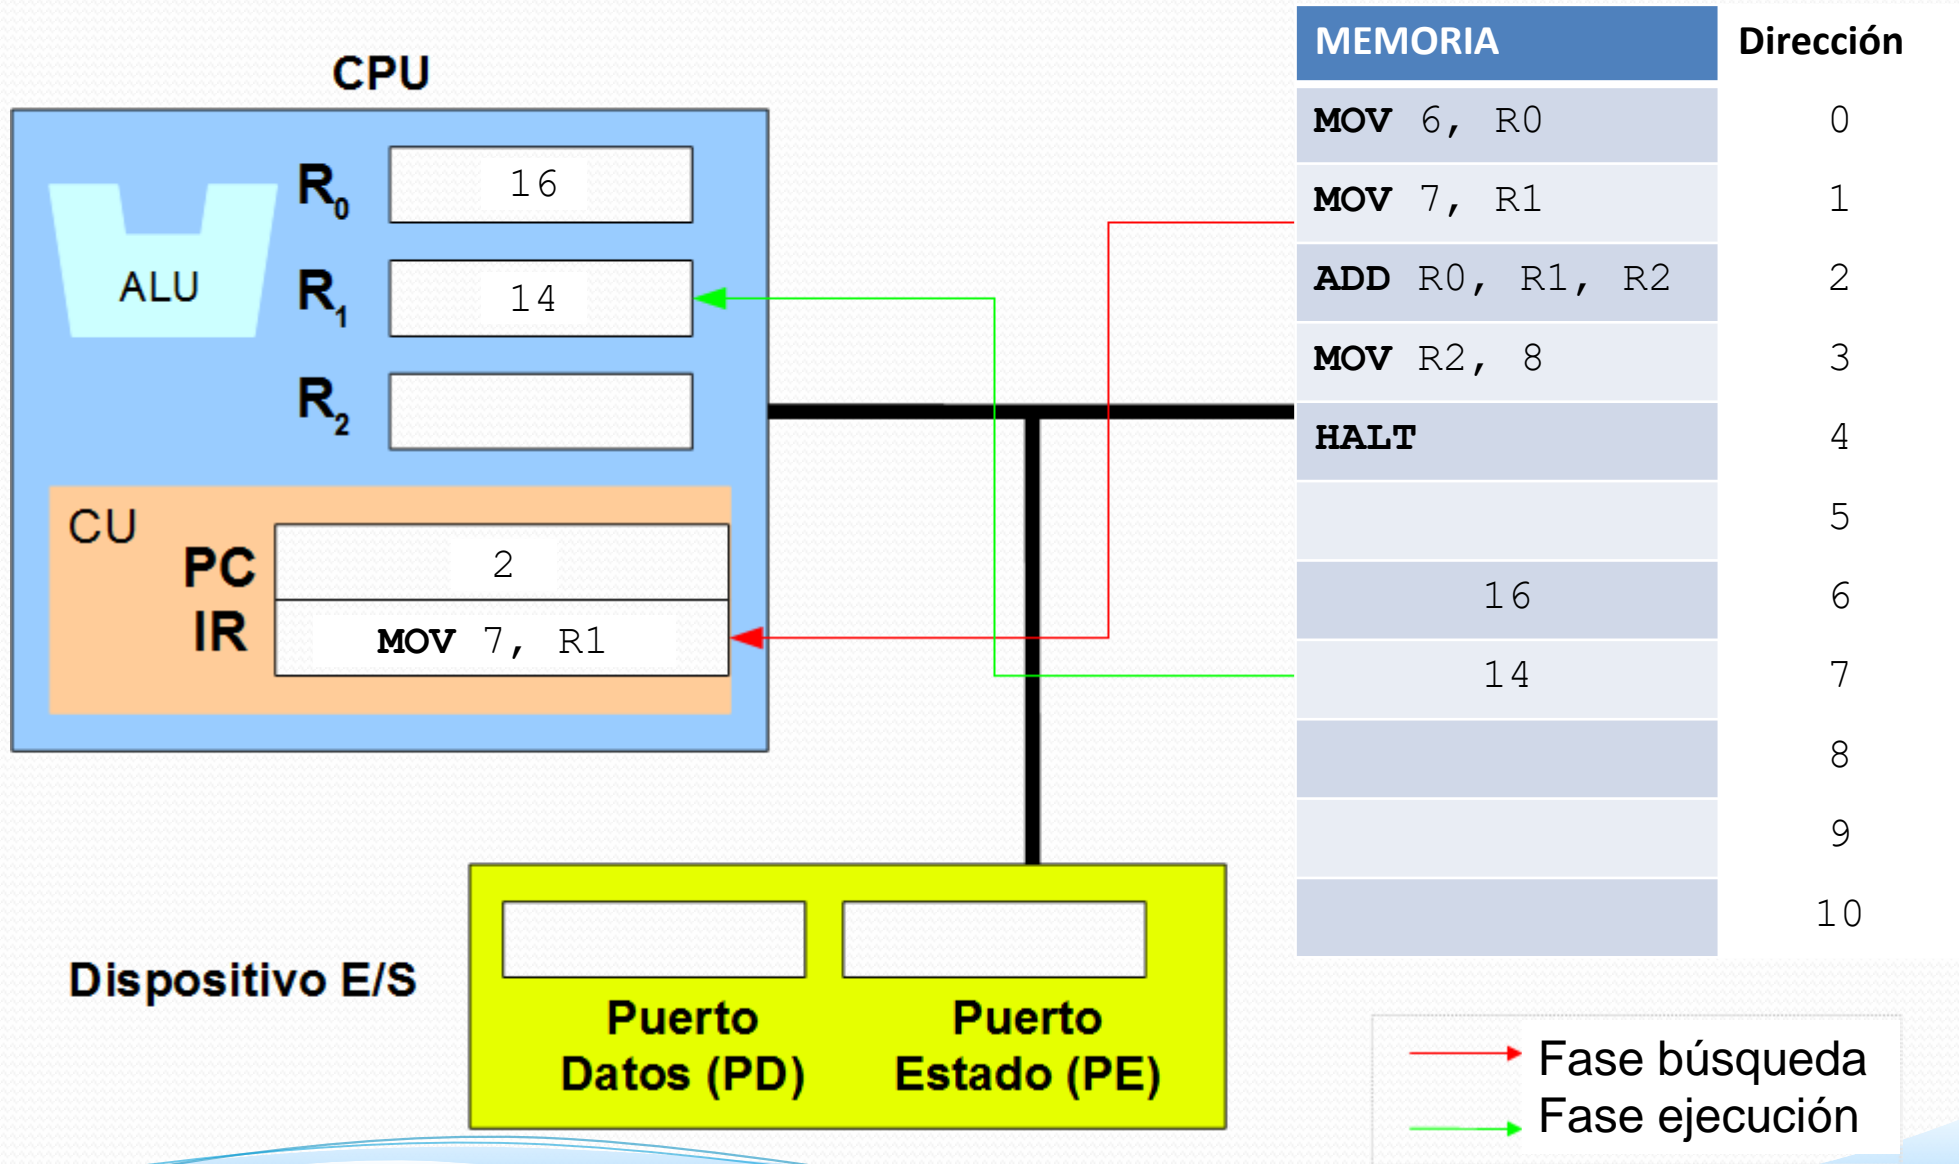 CPU
R0 16
ALU
R1 14
R2
CU
PC 2
IR MOV 7, R1
MEMORIA Dirección
MOV 6, R0 0
MOV 7, R1 1
ADD R0, R1, R2 2
MOV R2, 8 3
HALT 4
5
16 6
14 7
8
9
10
Dispositivo E/S
Puerto
Datos (PD)
Puerto
Estado (PE)
Fase búsqueda
Fase ejecución